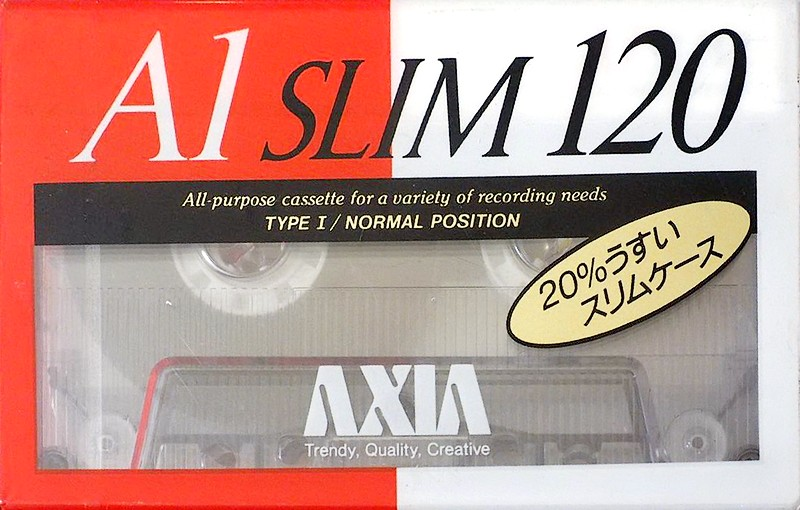 A1 SLIM 120
All-purpose cassette for a variety of recording needs
TYPE I / NORMAL POSITION
20%うすい
スリムケース
AXIA
Trendy, Quality, Creative